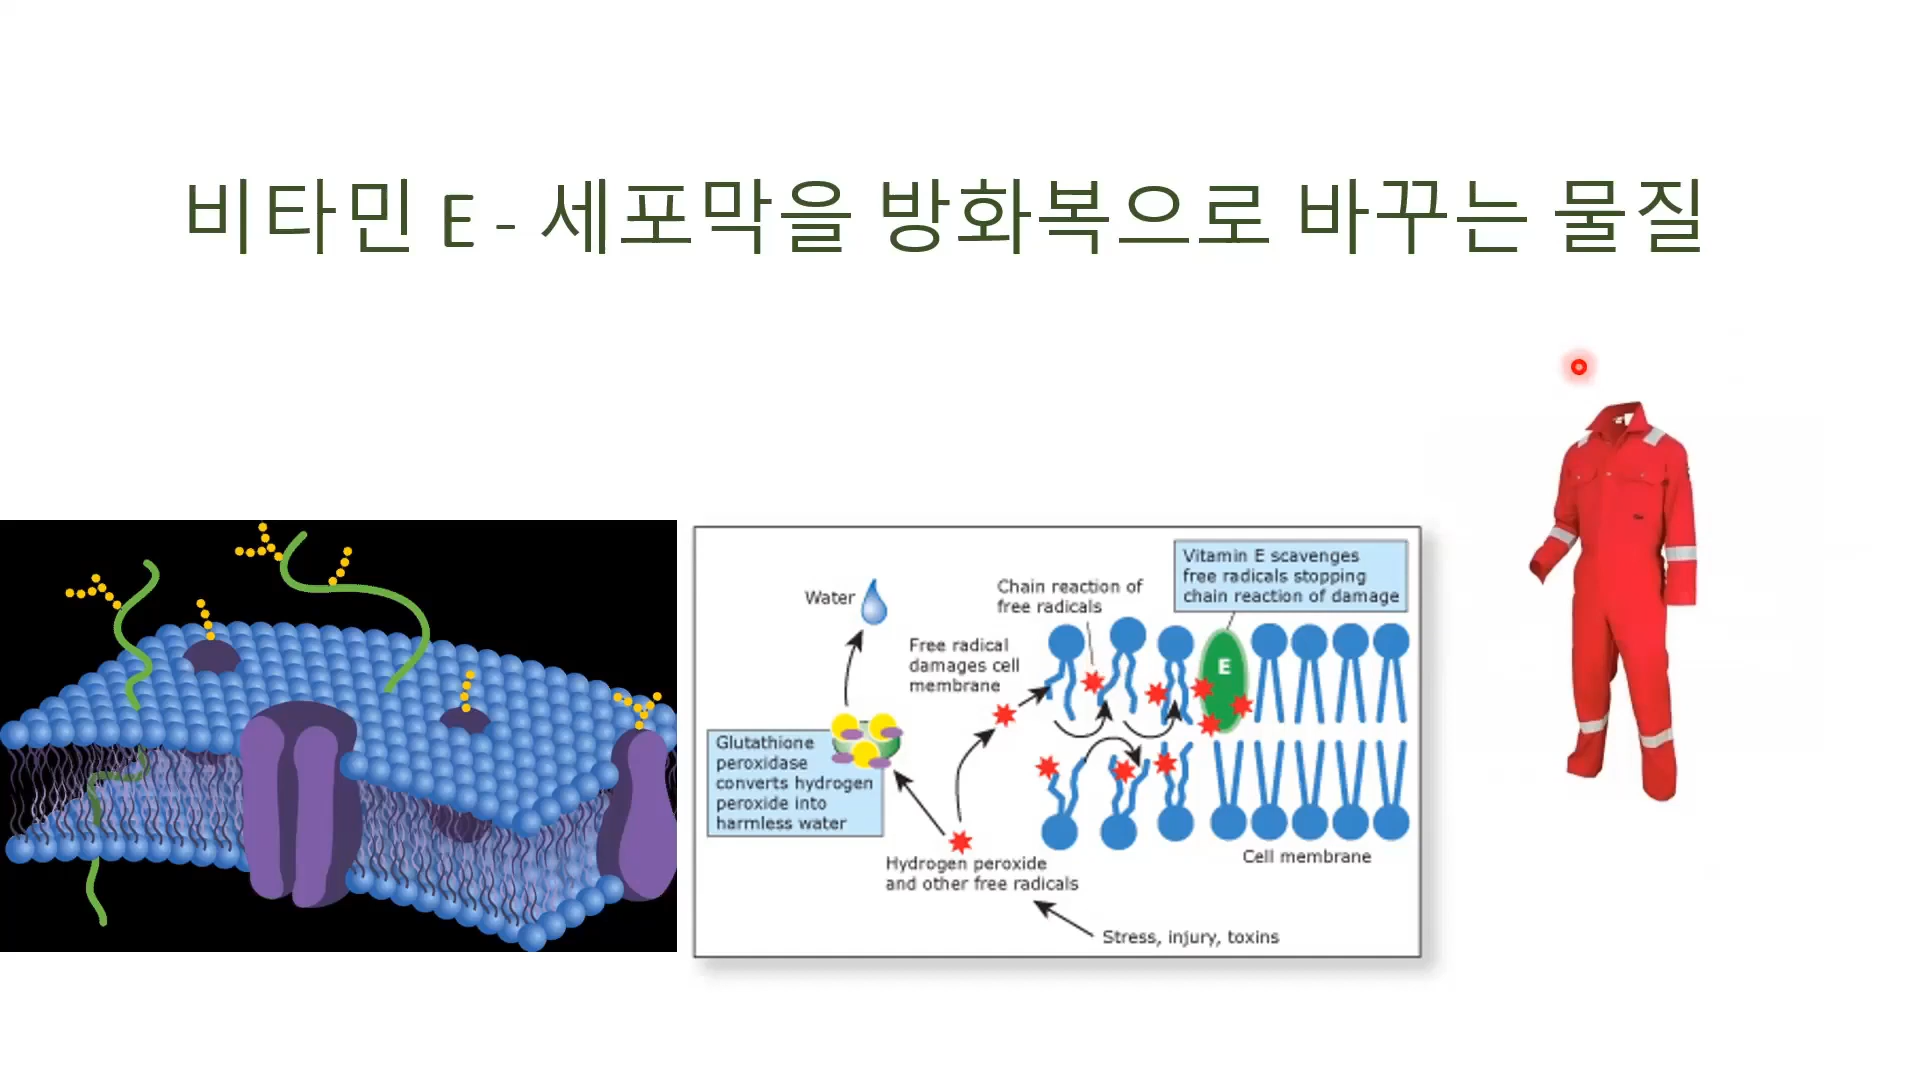 비타민 E - 세포막을 방화복으로 바꾸는 물질
Vitamin E scavenges
free radicals stopping
chain reaction of damage
Water
Chain reaction of
free radicals
Free radical
damages cell
membrane
E
Glutathione
peroxidase
converts hydrogen
peroxide into
harmless water
Hydrogen peroxide
and other free radicals
Cell membrane
Stress, injury, toxins